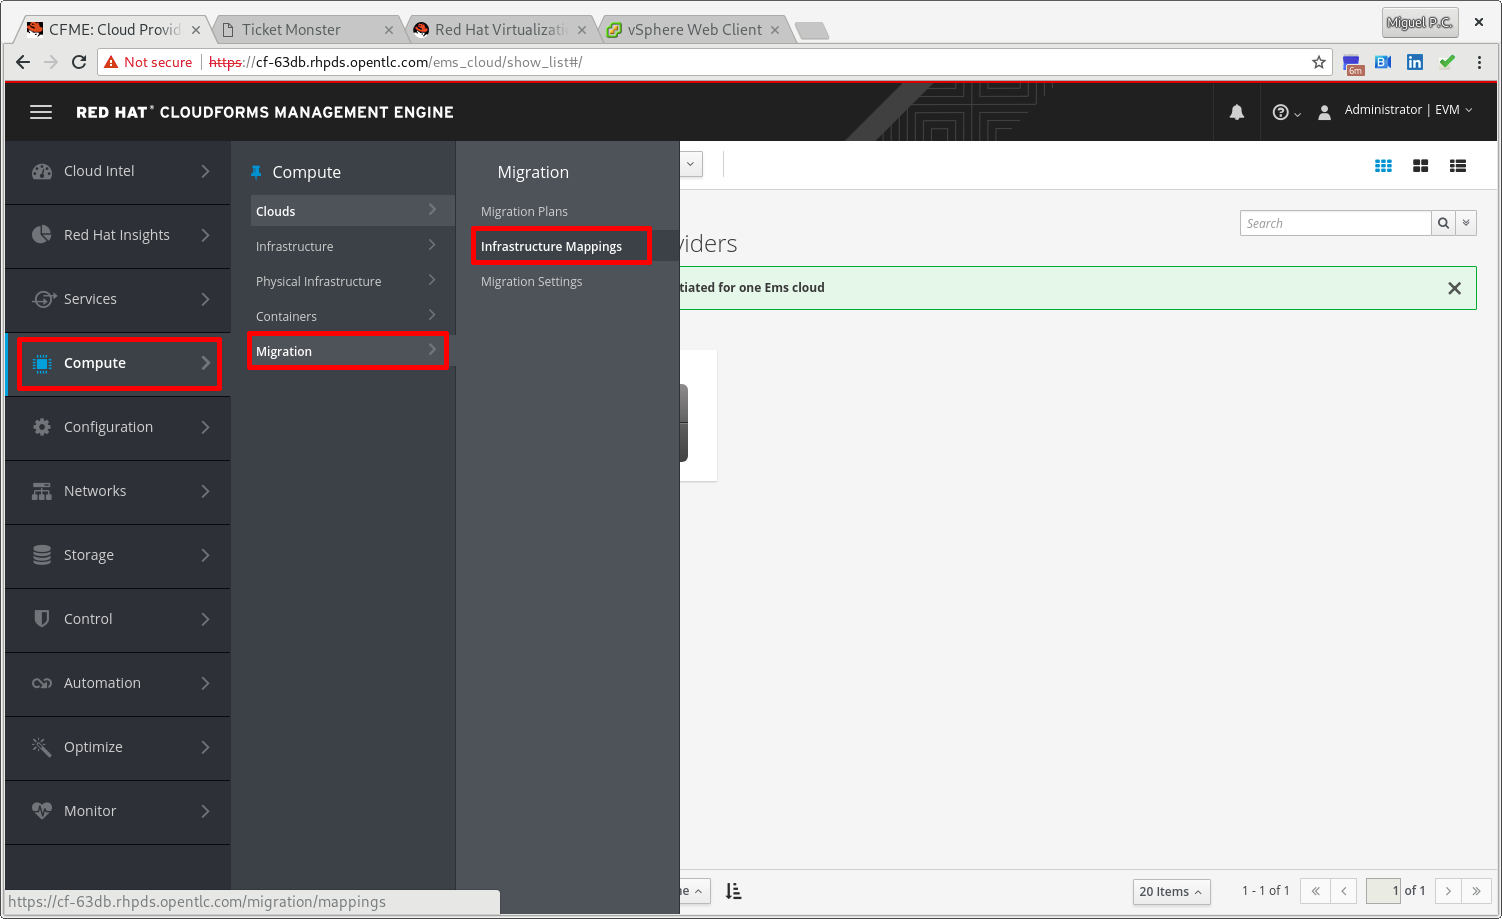 CFME: Cloud Provid
Ticket Monster
Red Hat Virtualizati
vSphere Web Client
Miguel P.C.
Not secure
https://cf-63db.rhpds.opentlc.com/ems_cloud/show_list#/
6m
RED HAT CLOUDFORMS MANAGEMENT ENGINE
Administrator | EVM
Cloud Intel
Red Hat Insights
Services
Compute
Configuration
Networks
Storage
Control
Automation
Optimize
Monitor
Compute
Clouds
Infrastructure
Physical Infrastructure
Containers
Migration
Migration
Migration Plans
Infrastructure Mappings
Migration Settings
Search
viders
tiated for one Ems cloud
me
20 Items
1 - 1 of 1
1 of 1
https://cf-63db.rhpds.opentlc.com/migration/mappings